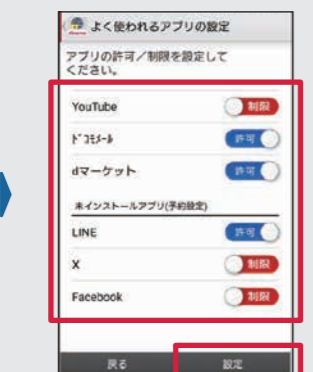 よく使われるアプリの設定
アプリの許可／制限を設定して
ください。
YouTube
制限
ﾄﾞｺﾓﾒｰﾙ
許可
dマーケット
許可
未インストールアプリ(予約設定)
LINE
許可
X
制限
Facebook
制限
戻る
設定